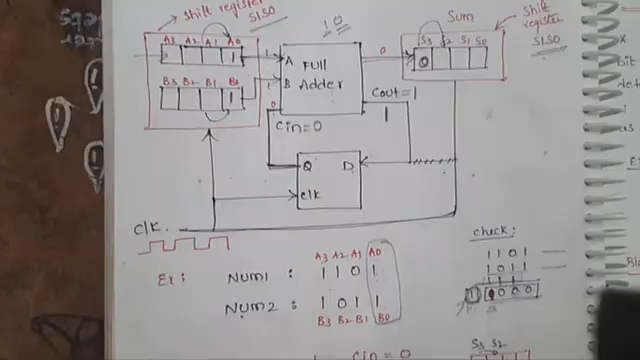 Shift register
SISO
1 0
Sum
Shift
register
SISO
A3 A2 A1 A0
1
1
A
Full
Adder
0
S3 S2 S1 S0
0
B3 B2 B1 B0
1
1
B
0
Cout=1
1
Cin=0
Q
D
clk
clk.
check:
1 1 0 1
1 0 1 1
1 0 0 0 0
Ex:
A3 A2 A1 A0
Num1 : 1 1 0 1
Num2 : 1 0 1 1
B3 B2 B1 B0
S3 S2
Cin = 0